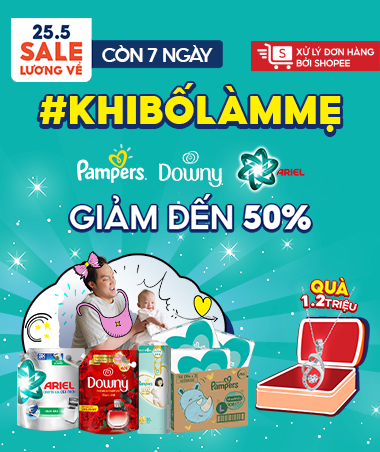 25.5
SALE
LƯƠNG VỀ
CÒN 7 NGÀY
S
XỬ LÝ ĐƠN HÀNG
BỞI SHOPEE
#KHIBỐLÀMMẸ
Pampers
Downy
ARIEL
GIẢM ĐẾN 50%
QUÀ
1.2TRIỆU
ARIEL
Downy
Pampers
L